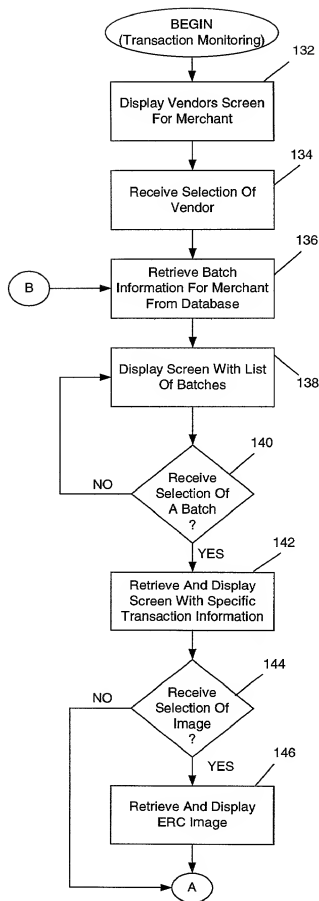 BEGIN
(Transaction Monitoring)
132
Display Vendors Screen
For Merchant
134
Receive Selection Of
Vendor
136
B
Retrieve Batch
Information For Merchant
From Database
Display Screen With List
Of Batches
138
140
Receive
Selection Of
A Batch
?
NO
YES
142
Retrieve And Display
Screen With Specific
Transaction Information
144
Receive
Selection Of
Image
?
NO
YES
146
Retrieve And Display
ERC Image
A